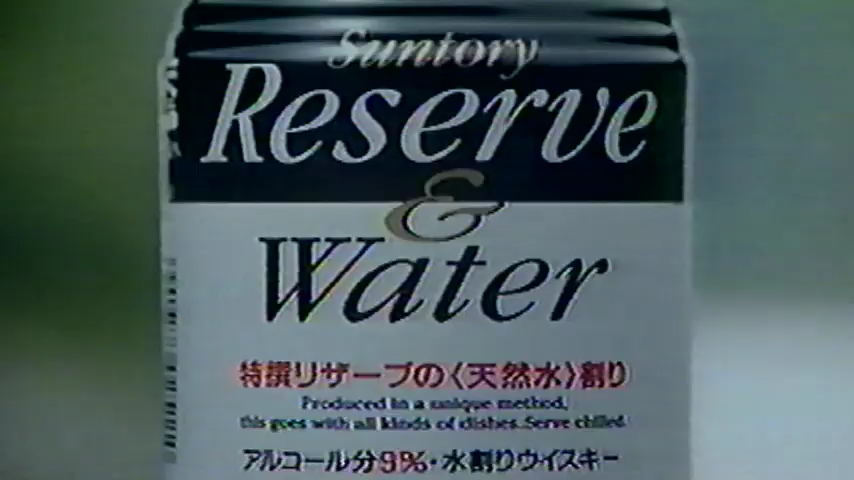 Suntory
Reserve
&
Water
特撰リザーブの〈天然水〉割り
Produced in a unique method,
this goes with all kinds of dishes. Serve chilled.
アルコール分9%・水割りウイスキー